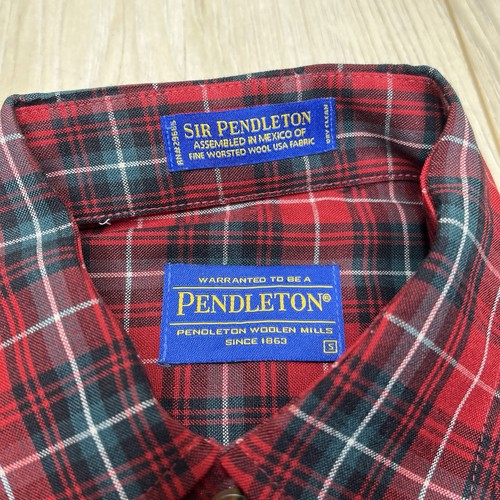 SIR PENDLETON
ASSEMBLED IN MEXICO OF
FINE WORSTED WOOL USA FABRIC
RN#29685
DRY CLEAN
WARRANTED TO BE A
PENDLETON®
PENDLETON WOOLEN MILLS
SINCE 1863
S